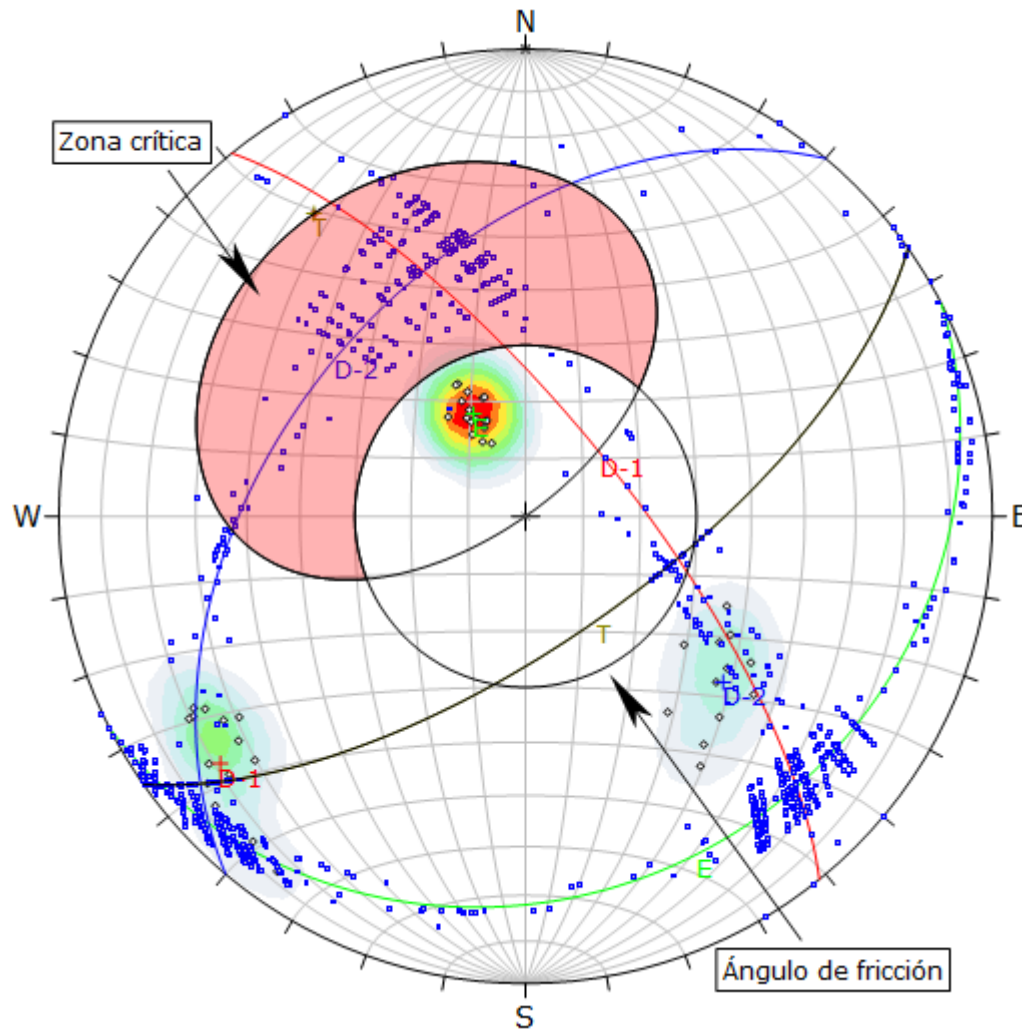 N
Zona crítica
T
D-2
E
D-1
W
E
T
D-2
D-1
E
Ángulo de fricción
S